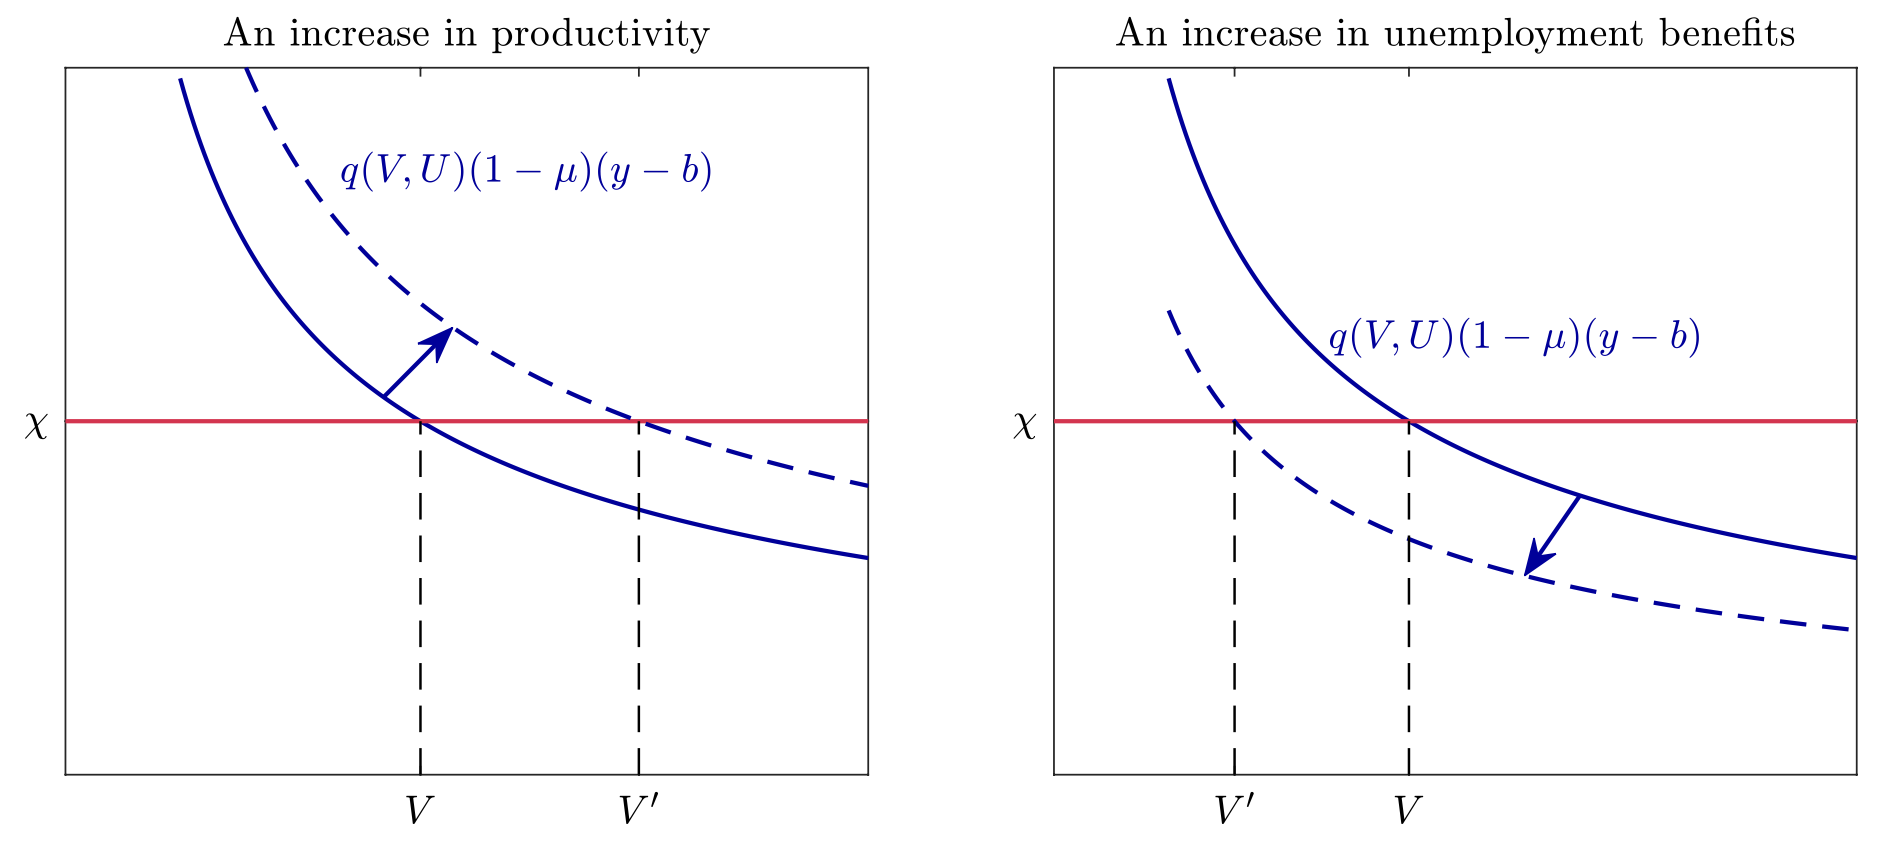 An increase in productivity
q(V, U)(1 − μ)(y − b)
χ
V
V′
An increase in unemployment benefits
q(V, U)(1 − μ)(y − b)
χ
V′
V